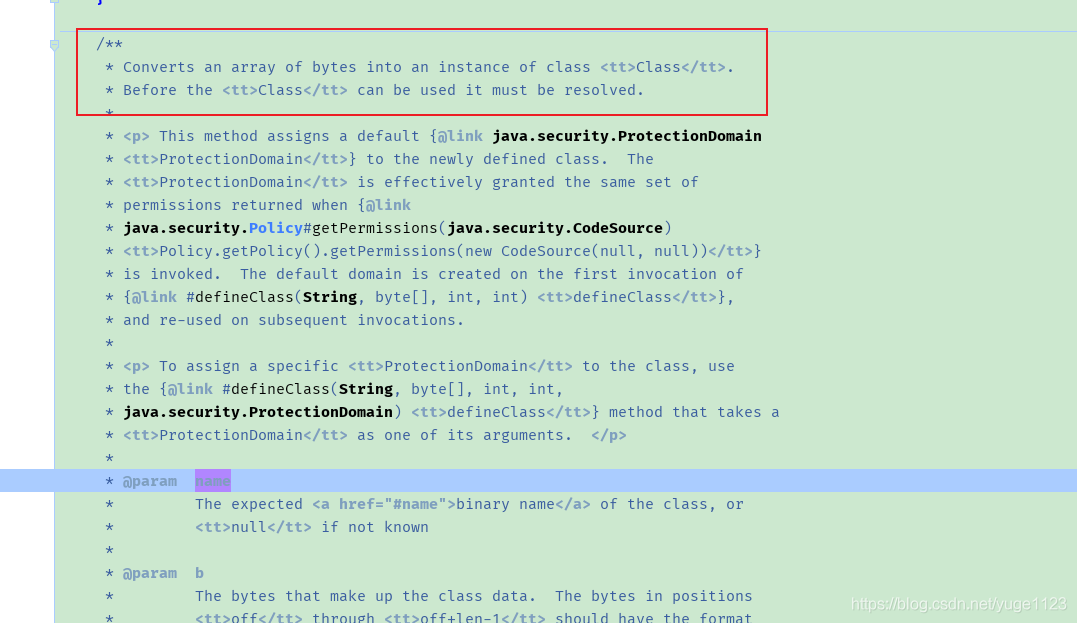 /**
* Converts an array of bytes into an instance of class <tt>Class</tt>.
* Before the <tt>Class</tt> can be used it must be resolved.
*
* <p> This method assigns a default {@link java.security.ProtectionDomain
* <tt>ProtectionDomain</tt>} to the newly defined class.  The
* <tt>ProtectionDomain</tt> is effectively granted the same set of
* permissions returned when {@link
* java.security.Policy#getPermissions(java.security.CodeSource)
* <tt>Policy.getPolicy().getPermissions(new CodeSource(null, null))</tt>}
* is invoked.  The default domain is created on the first invocation of
* {@link #defineClass(String, byte[], int, int) <tt>defineClass</tt>},
* and re-used on subsequent invocations.
*
* <p> To assign a specific <tt>ProtectionDomain</tt> to the class, use
* the {@link #defineClass(String, byte[], int, int,
* java.security.ProtectionDomain) <tt>defineClass</tt>} method that takes a
* <tt>ProtectionDomain</tt> as one of its arguments.  </p>
*
* @param  name
*         The expected <a href="#name">binary name</a> of the class, or
*         <tt>null</tt> if not known
*
* @param  b
*         The bytes that make up the class data.  The bytes in positions
*         <tt>off</tt> through <tt>off+len-1</tt> should have the format
https://blog.csdn.net/yuge1123